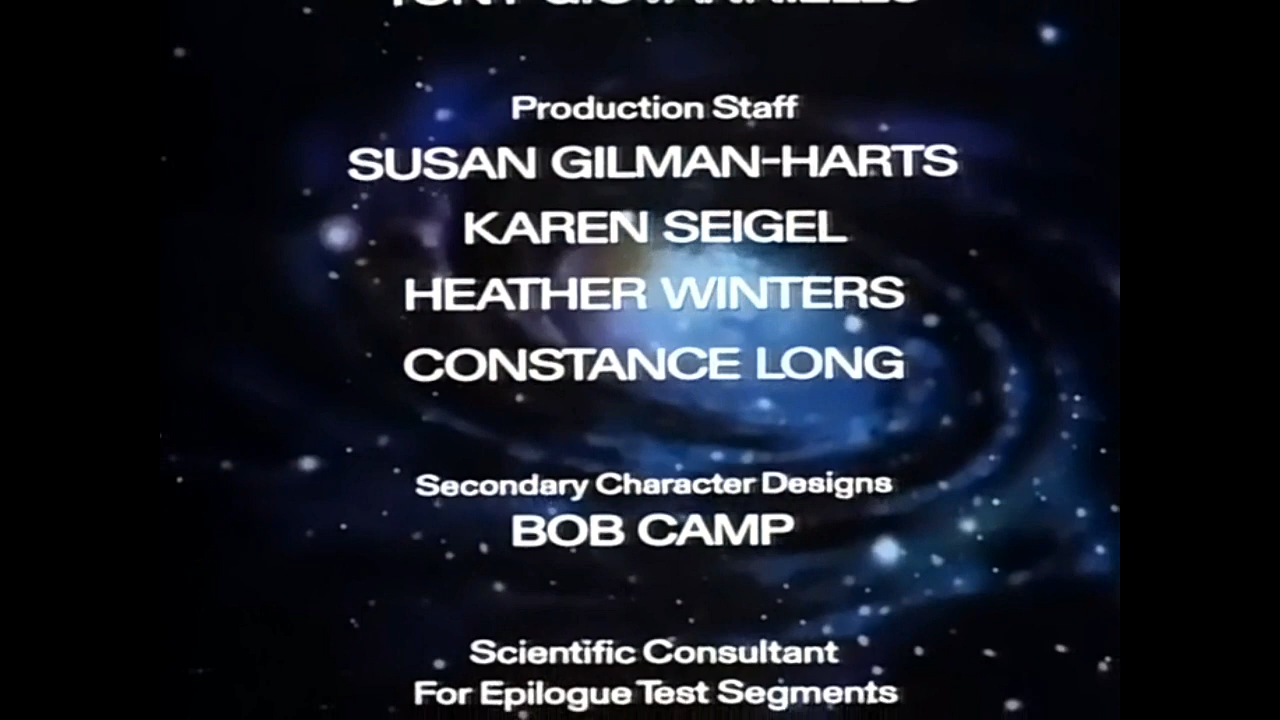 Production Staff
SUSAN GILMAN-HARTS
KAREN SEIGEL
HEATHER WINTERS
CONSTANCE LONG
Secondary Character Designs
BOB CAMP
Scientific Consultant
For Epilogue Test Segments